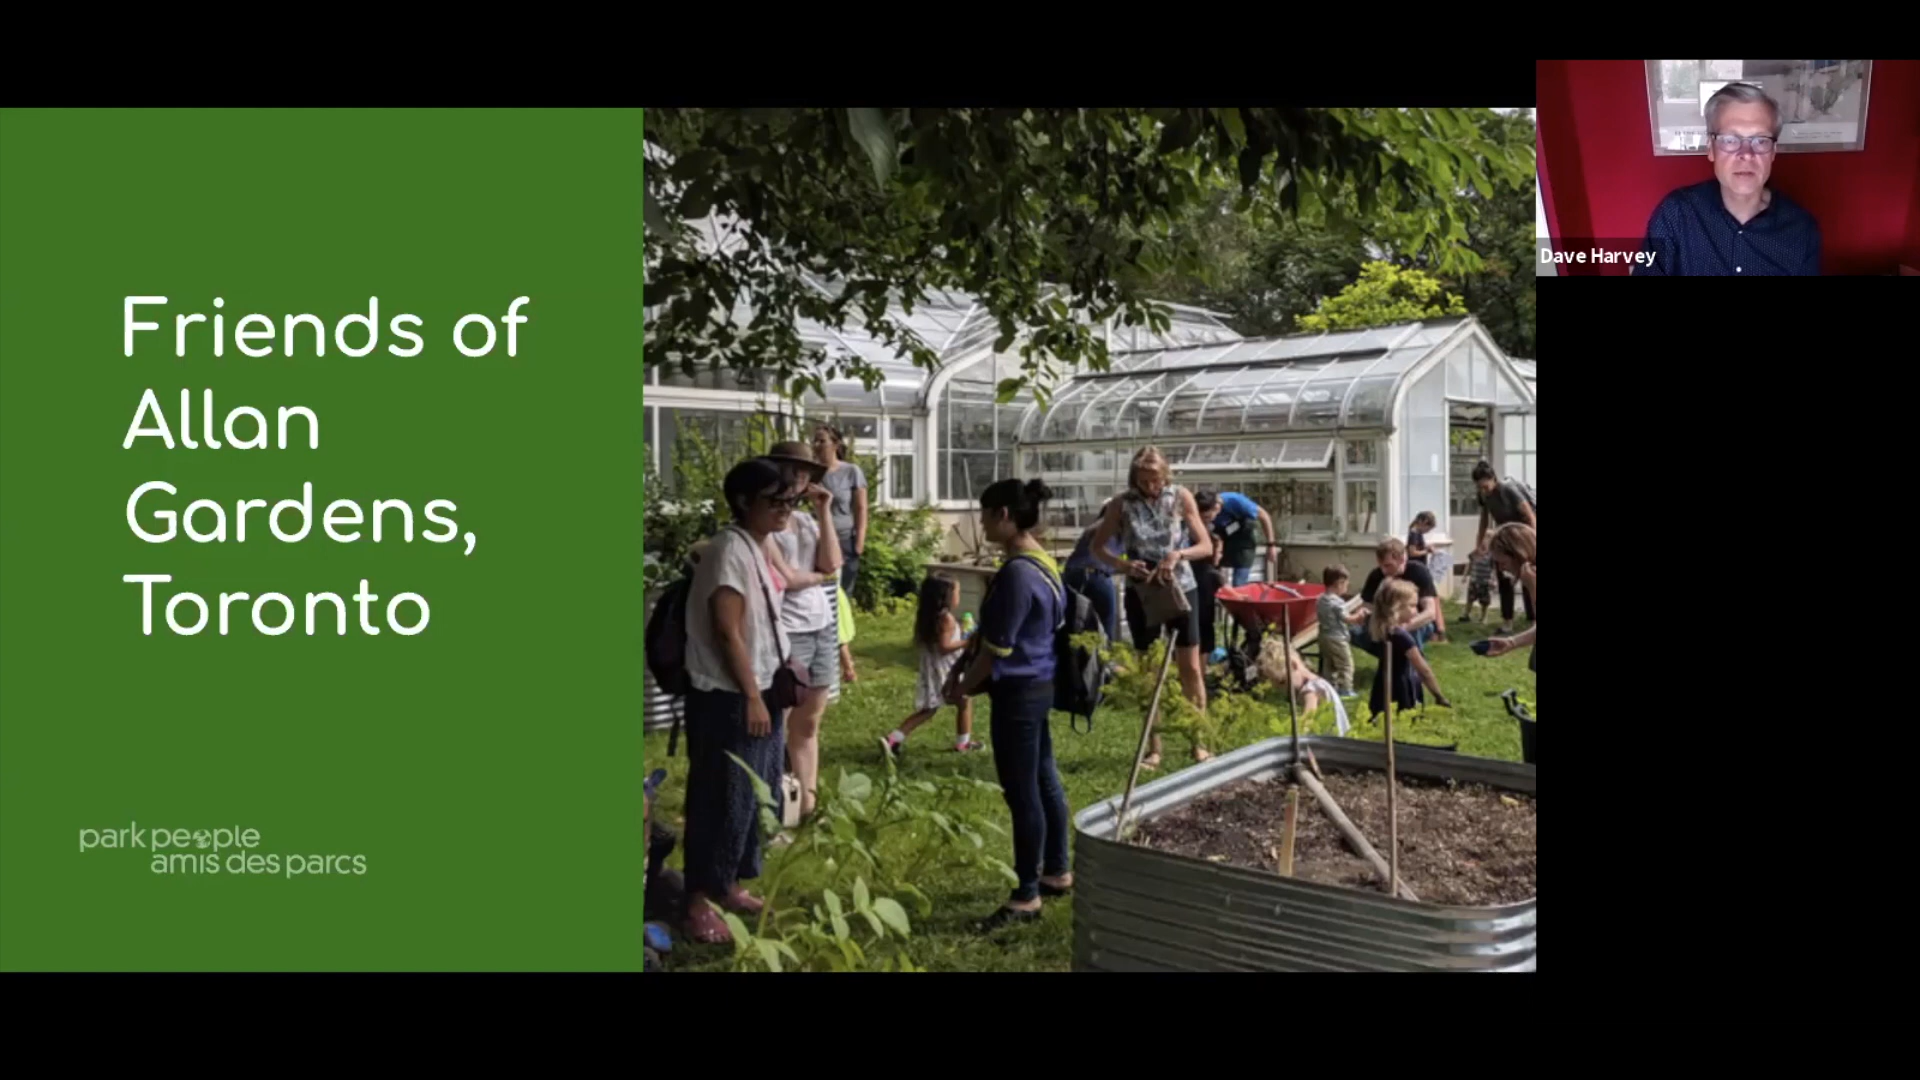 Friends of
Allan
Gardens,
Toronto
park people
amis des parcs
Dave Harvey